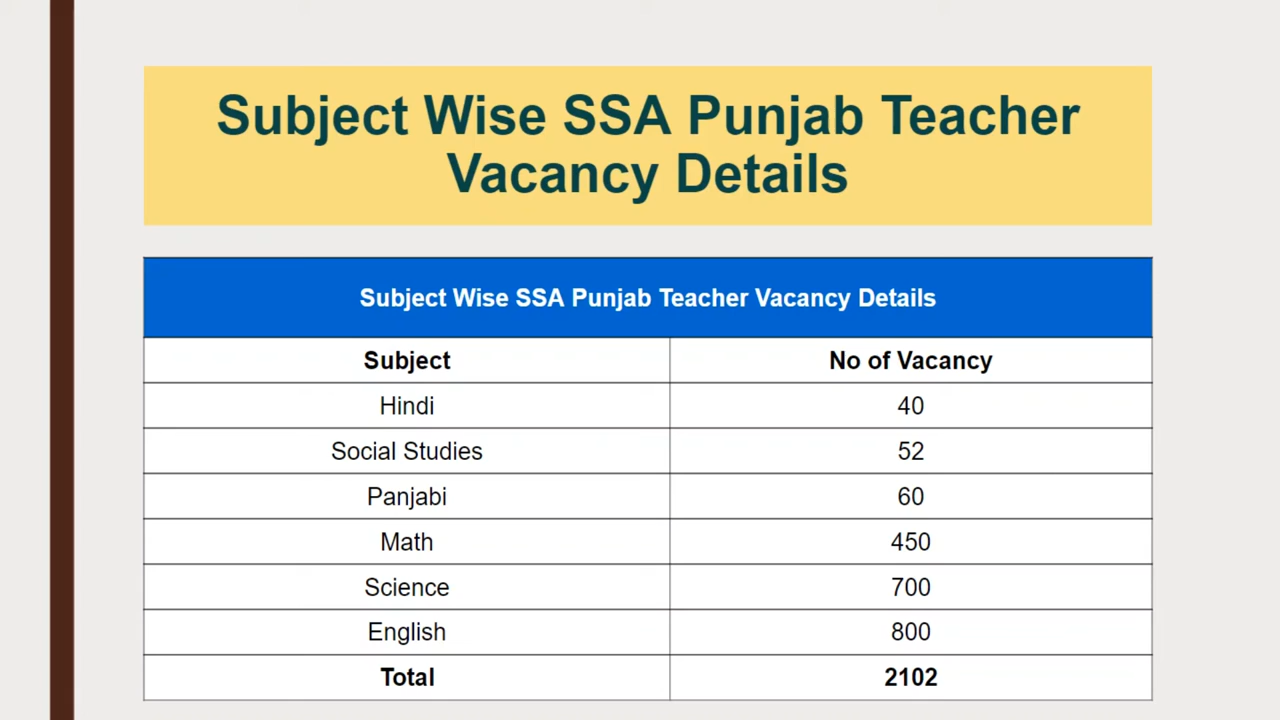 Subject Wise SSA Punjab Teacher
Vacancy Details
Subject Wise SSA Punjab Teacher Vacancy Details
Subject No of Vacancy
Hindi 40
Social Studies 52
Panjabi 60
Math 450
Science 700
English 800
Total 2102